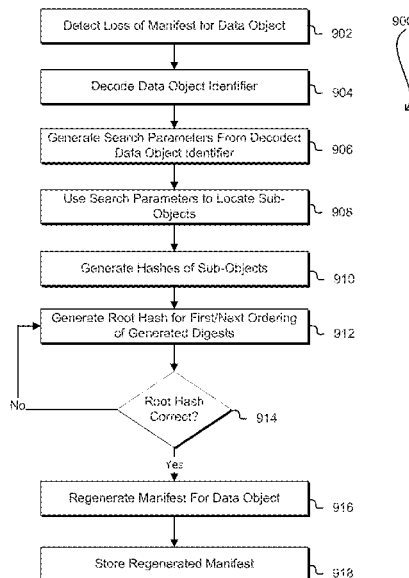 900
Detect Loss of Manifest for Data Object
902
Decode Data Object Identifier
904
Generate Search Parameters From Decoded
Data Object Identifier
906
Use Search Parameters to Locate Sub-
Objects
908
Generate Hashes of Sub-Objects
910
Generate Root Hash for First/Next Ordering
of Generated Digests
912
Root Hash
Correct?
914
No
Yes
Regenerate Manifest For Data Object
916
Store Regenerated Manifest
918